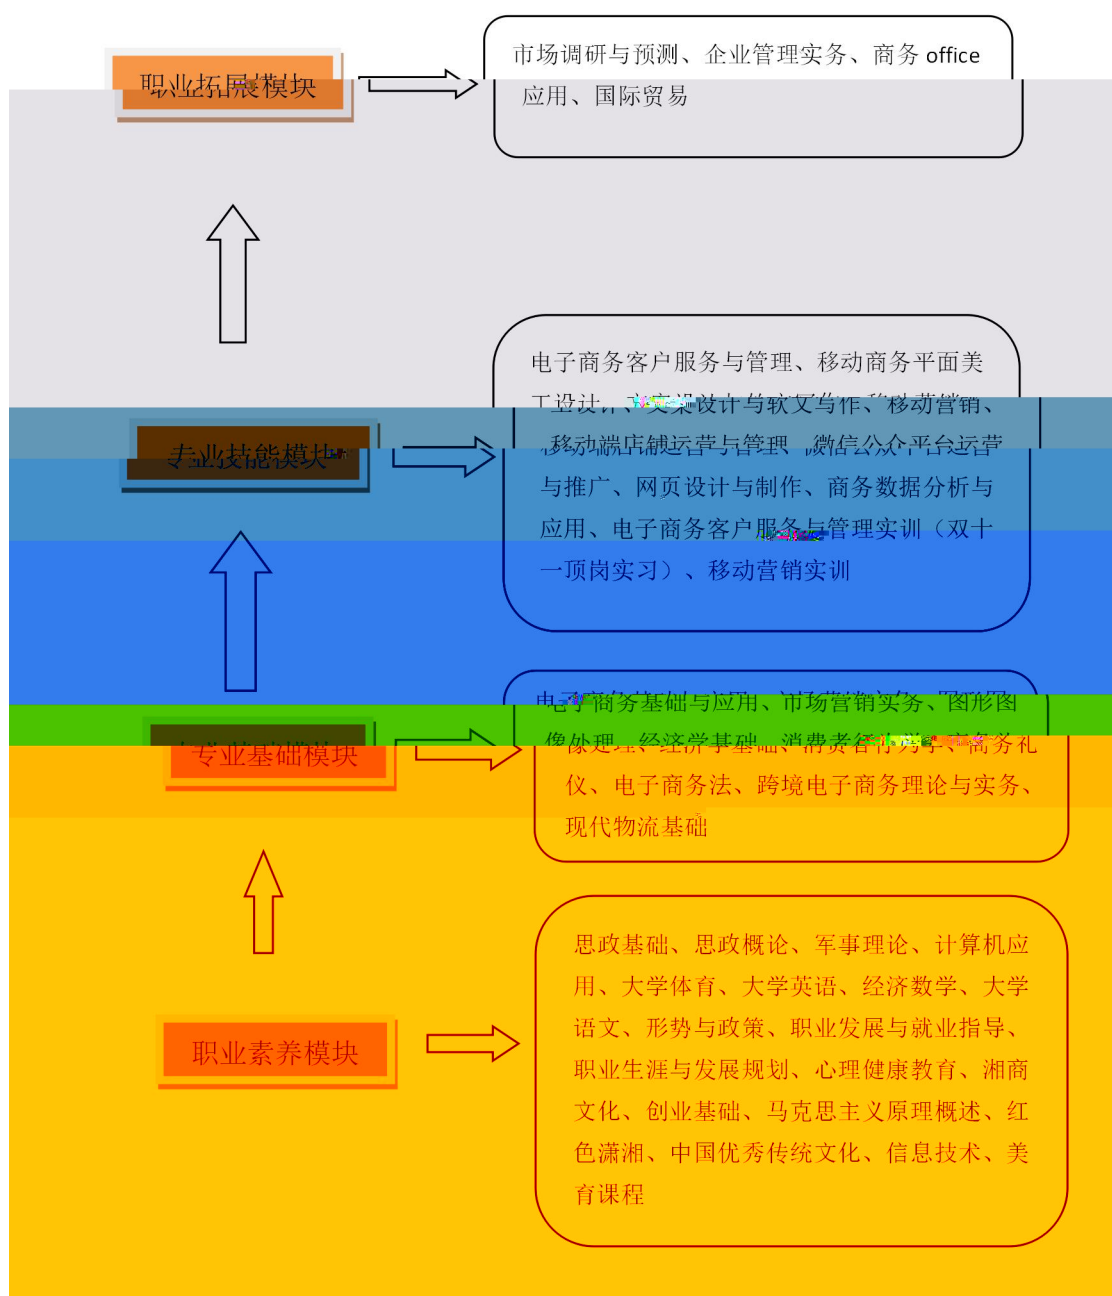 职业拓展模块
市场调研与预测、企业管理实务、商务 office
应用、国际贸易
专业技能模块
电子商务客户服务与管理、移动商务平面美
工设计、文案设计与软文写作、移动营销、
移动端店铺运营与管理、微信公众平台运营
与推广、网页设计与制作、商务数据分析与
应用、电子商务客户服务与管理实训（双十
一顶岗实习）、移动营销实训
专业基础模块
电子商务基础与应用、市场营销实务、图形图
像处理、经济学基础、消费者行为学、商务礼
仪、电子商务法、跨境电子商务理论与实务、
现代物流基础
职业素养模块
思政基础、思政概论、军事理论、计算机应
用、大学体育、大学英语、经济数学、大学
语文、形势与政策、职业发展与就业指导、
职业生涯与发展规划、心理健康教育、湘商
文化、创业基础、马克思主义原理概述、红
色潇湘、中国优秀传统文化、信息技术、美
育课程